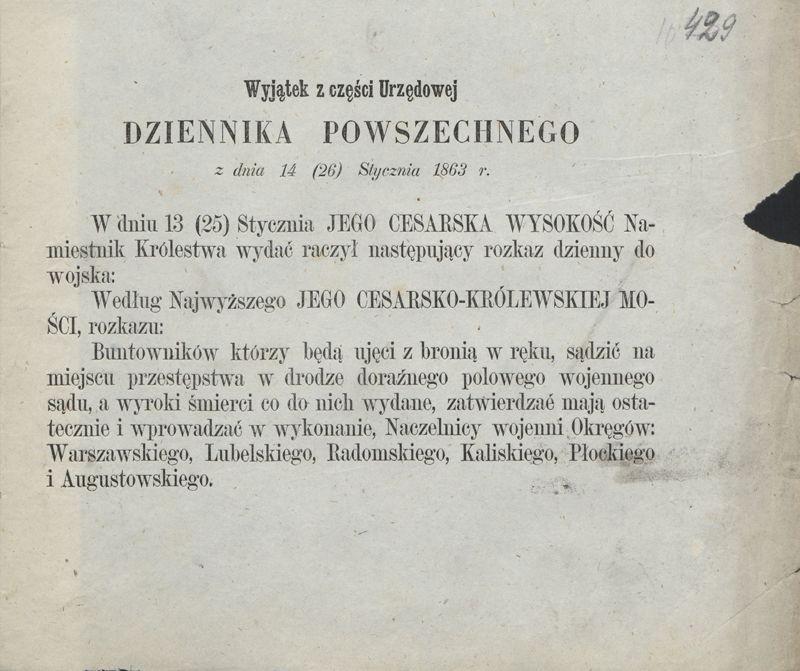 429
Wyjątek z części Urzędowej
DZIENNIKA POWSZECHNEGO
z dnia 14 (26) Stycznia 1863 r.
W dniu 13 (25) Stycznia JEGO CESARSKA WYSOKOŚĆ Na-
miestnik Królestwa wydać raczył następujący rozkaz dzienny do
wojska:
Według Najwyższego JEGO CESARSKO-KRÓLEWSKIEJ MO-
ŚCI, rozkazu:
Buntowników którzy będą ujęci z bronią w ręku, sądzić na
miejscu przestępstwa w drodze doraźnego polowego wojennego
sądu, a wyroki śmierci co do nich wydane, zatwierdzać mają osta-
tecznie i wprowadzać w wykonanie, Naczelnicy wojenni Okręgów:
Warszawskiego, Lubelskiego, Radomskiego, Kaliskiego, Płockiego
i Augustowskiego.